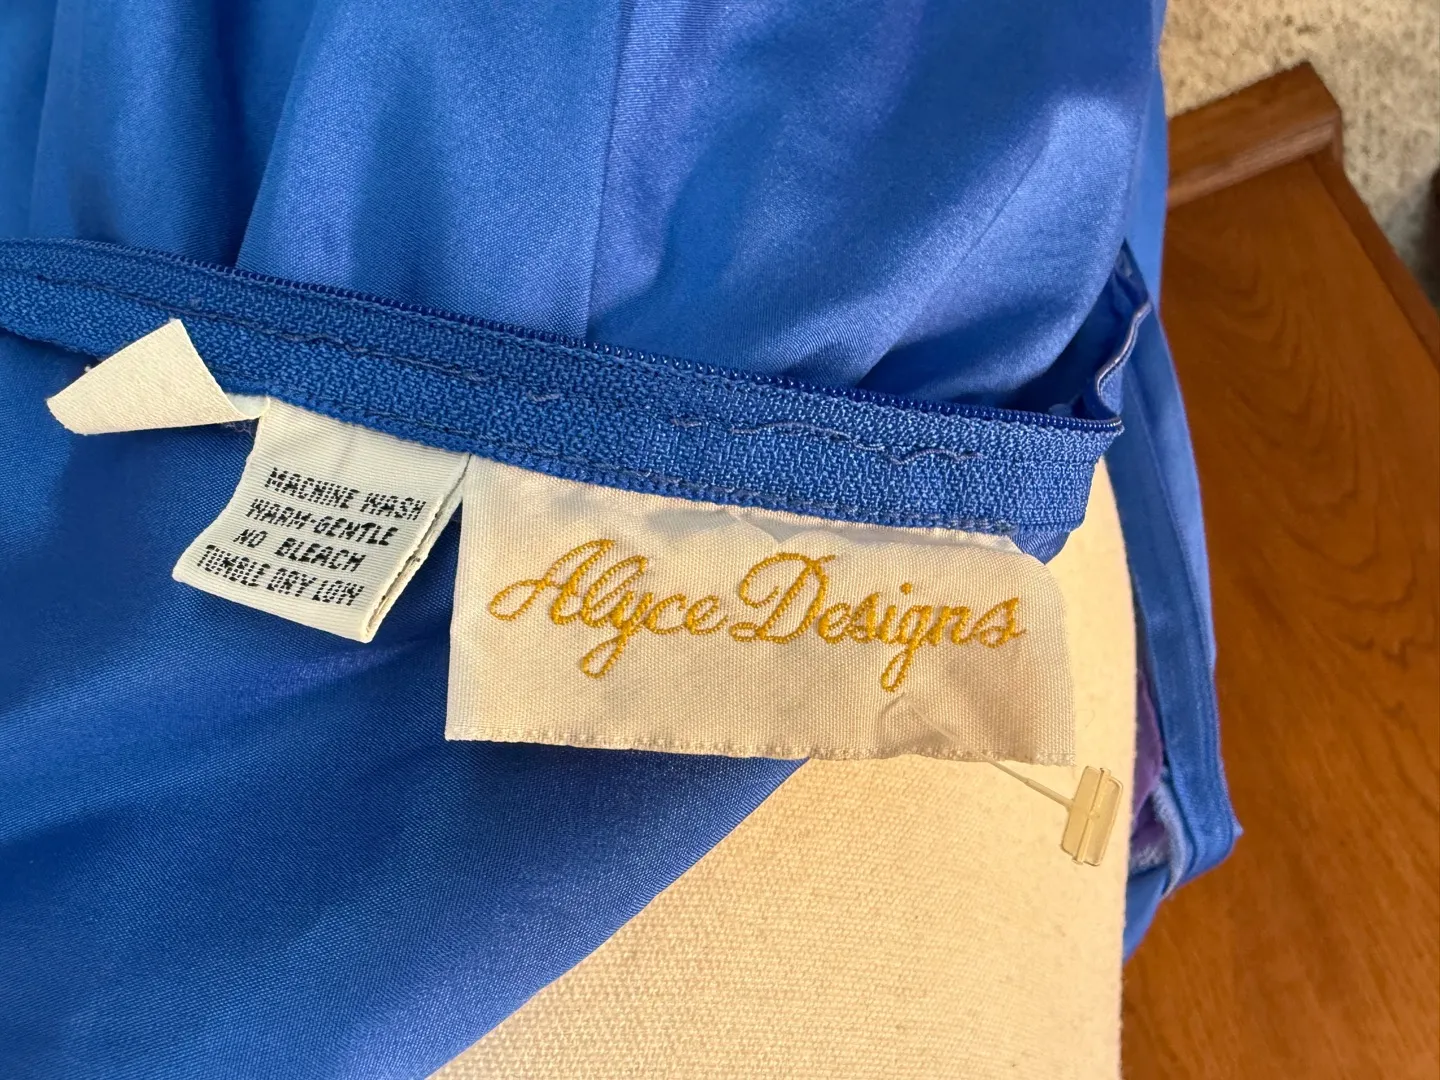 MACHINE WASH
WARM-GENTLE
NO BLEACH
TUMBLE DRY LOW
Alyce Designs